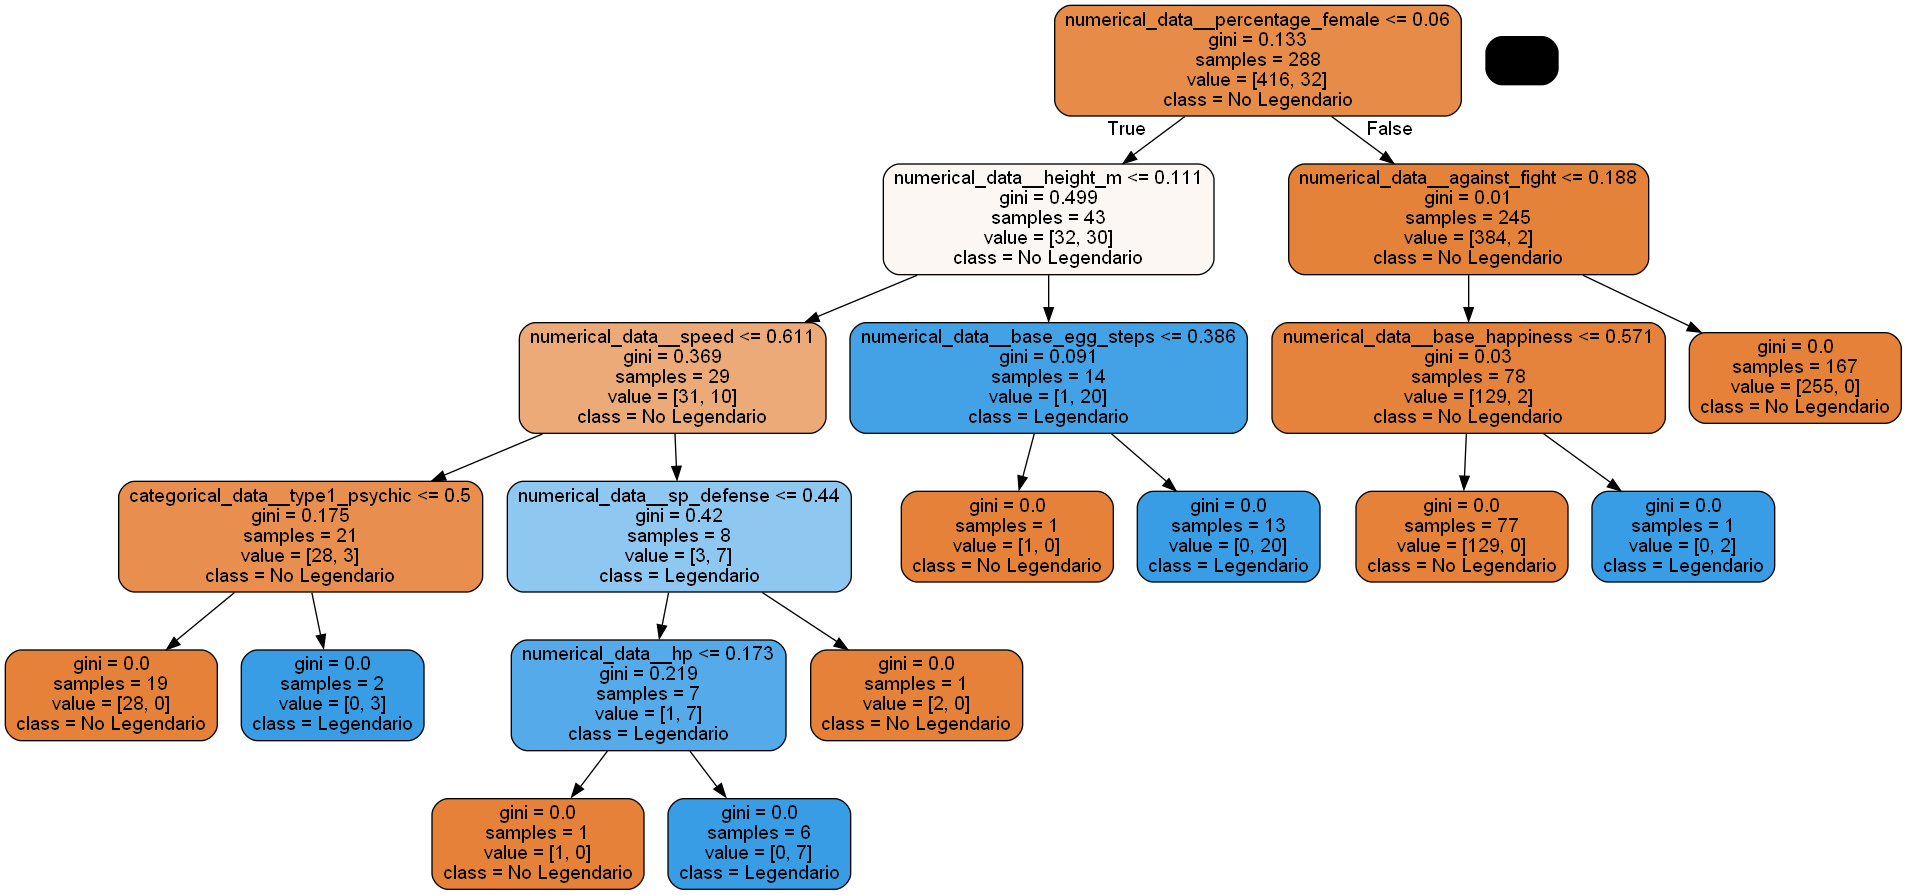 numerical_data__percentage_female <= 0.06
gini = 0.133
samples = 288
value = [416, 32]
class = No Legendario
True
False
numerical_data__height_m <= 0.111
gini = 0.499
samples = 43
value = [32, 30]
class = No Legendario
numerical_data__against_fight <= 0.188
gini = 0.01
samples = 245
value = [384, 2]
class = No Legendario
numerical_data__speed <= 0.611
gini = 0.369
samples = 29
value = [31, 10]
class = No Legendario
numerical_data__base_egg_steps <= 0.386
gini = 0.091
samples = 14
value = [1, 20]
class = Legendario
numerical_data__base_happiness <= 0.571
gini = 0.03
samples = 78
value = [129, 2]
class = No Legendario
gini = 0.0
samples = 167
value = [255, 0]
class = No Legendario
categorical_data__type1_psychic <= 0.5
gini = 0.175
samples = 21
value = [28, 3]
class = No Legendario
numerical_data__sp_defense <= 0.44
gini = 0.42
samples = 8
value = [3, 7]
class = Legendario
gini = 0.0
samples = 1
value = [1, 0]
class = No Legendario
gini = 0.0
samples = 13
value = [0, 20]
class = Legendario
gini = 0.0
samples = 77
value = [129, 0]
class = No Legendario
gini = 0.0
samples = 1
value = [0, 2]
class = Legendario
gini = 0.0
samples = 19
value = [28, 0]
class = No Legendario
gini = 0.0
samples = 2
value = [0, 3]
class = Legendario
numerical_data__hp <= 0.173
gini = 0.219
samples = 7
value = [1, 7]
class = Legendario
gini = 0.0
samples = 1
value = [2, 0]
class = No Legendario
gini = 0.0
samples = 1
value = [1, 0]
class = No Legendario
gini = 0.0
samples = 6
value = [0, 7]
class = Legendario